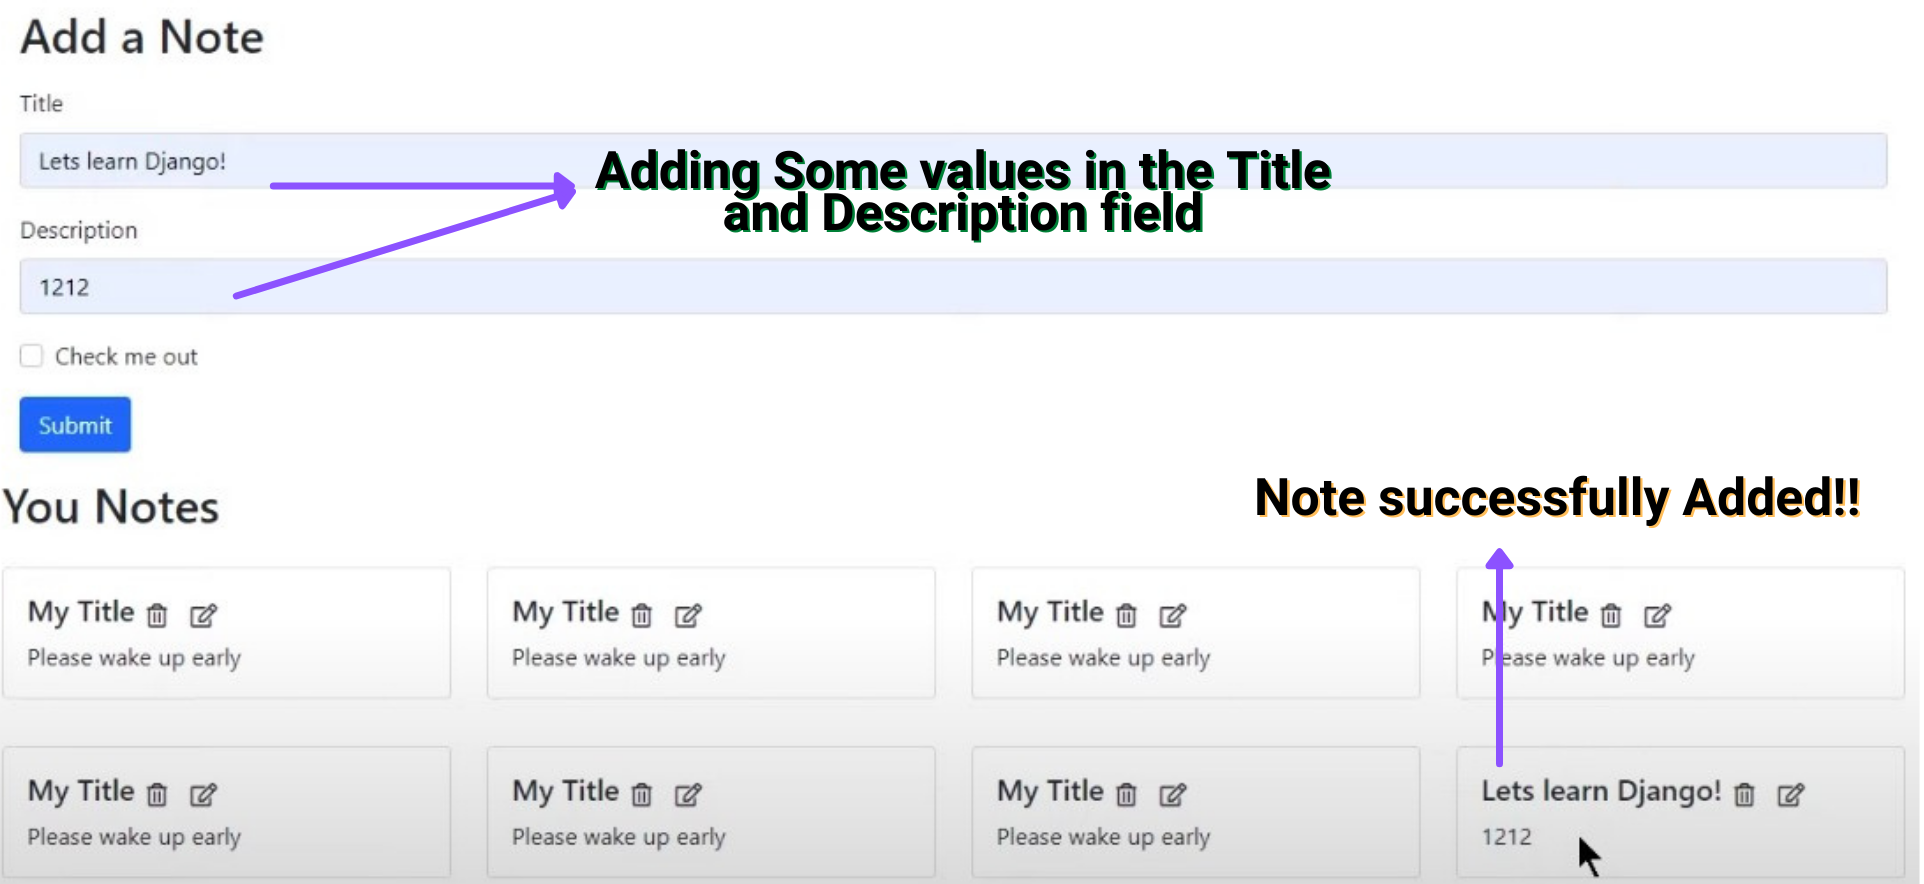 Add a Note
Title
Lets learn Django!
Adding Some values in the Title
and Description field
Description
1212
Check me out
Submit
You Notes
Note successfully Added!!
My Title
Please wake up early
My Title
Please wake up early
My Title
Please wake up early
My Title
Please wake up early
My Title
Please wake up early
My Title
Please wake up early
My Title
Please wake up early
Lets learn Django!
1212